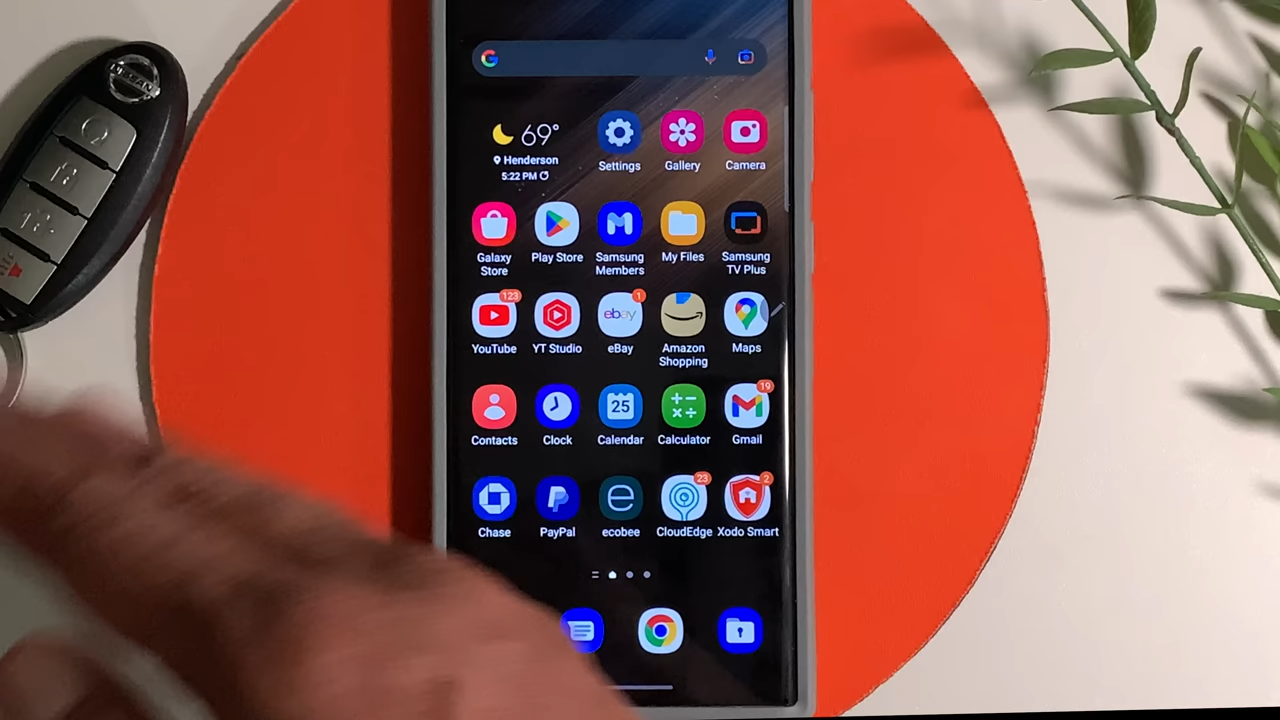 NISSAN
G
69°
Henderson
5:22 PM
Settings
Gallery
Camera
Galaxy
Store
Play Store
Samsung
Members
My Files
Samsung
TV Plus
123
YouTube
YT Studio
1
ebay
eBay
Amazon
Shopping
Maps
Contacts
Clock
25
Calendar
Calculator
19
Gmail
Chase
PayPal
e
ecobee
23
CloudEdge
2
Xodo Smart